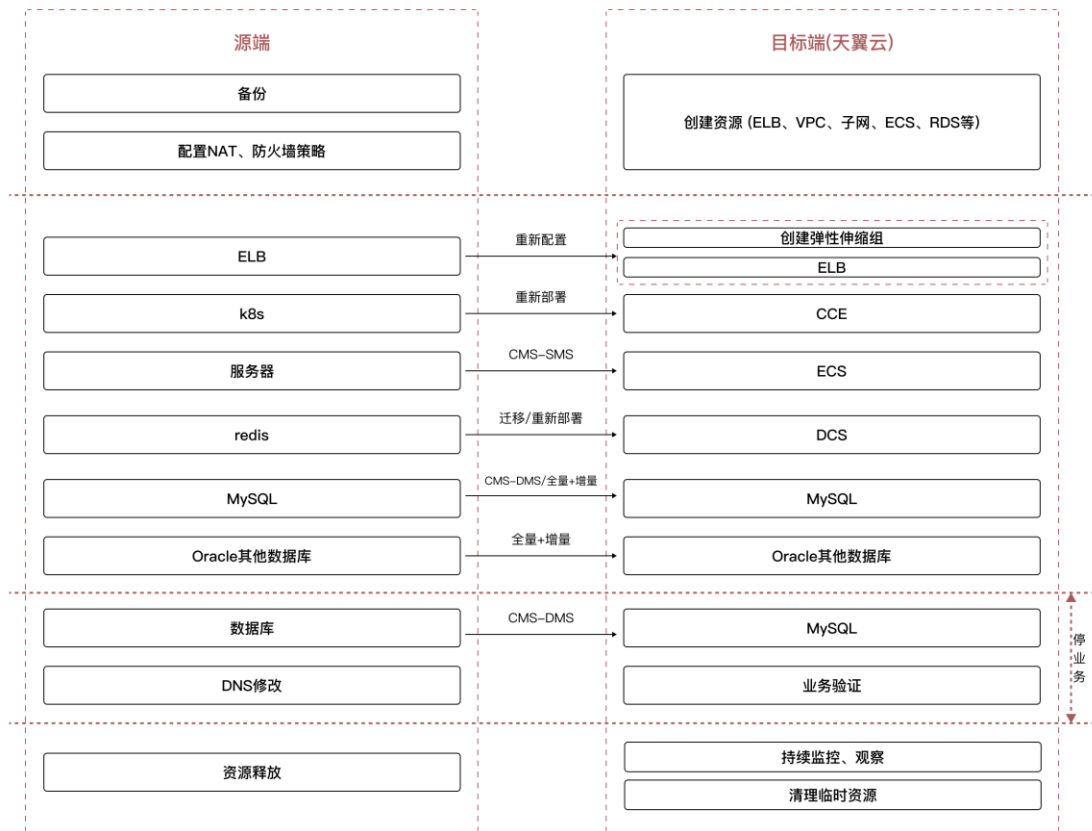 源端
目标端(天翼云)
备份
配置NAT、防火墙策略
创建资源 (ELB、VPC、子网、ECS、RDS等)
ELB
重新配置
创建弹性伸缩组
ELB
k8s
重新部署
CCE
服务器
CMS-SMS
ECS
redis
迁移/重新部署
DCS
MySQL
CMS-DMS/全量+增量
MySQL
Oracle其他数据库
全量+增量
Oracle其他数据库
数据库
CMS-DMS
MySQL
DNS修改
业务验证
停业务
资源释放
持续监控、观察
清理临时资源